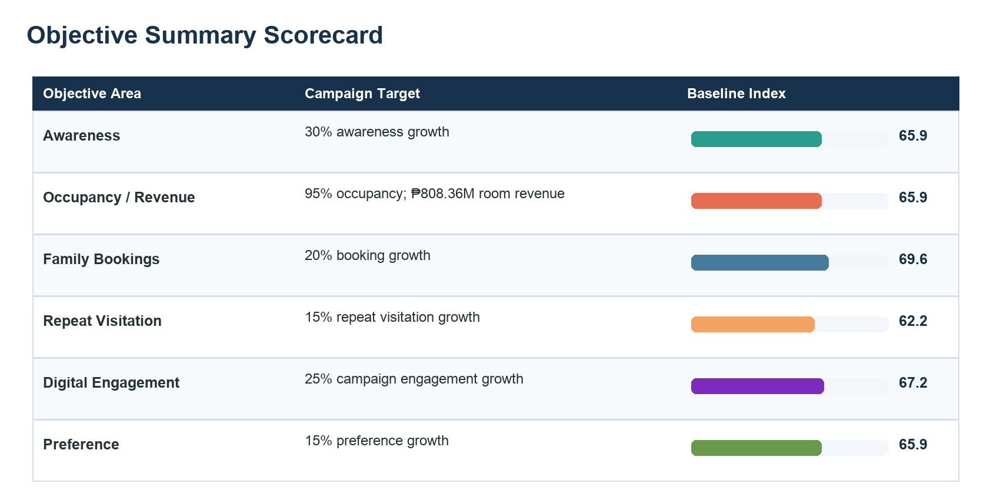 Objective Summary Scorecard
Objective Area Campaign Target Baseline Index
Awareness 30% awareness growth 65.9
Occupancy / Revenue 95% occupancy; ₱808.36M room revenue 65.9
Family Bookings 20% booking growth 69.6
Repeat Visitation 15% repeat visitation growth 62.2
Digital Engagement 25% campaign engagement growth 67.2
Preference 15% preference growth 65.9